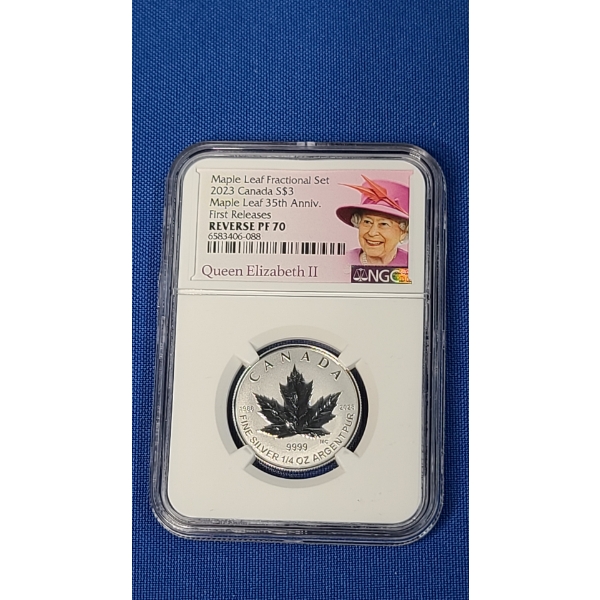 Maple Leaf Fractional Set
2023 Canada S$3
Maple Leaf 35th Anniv.
First Releases
REVERSE PF 70
6583406-088
Queen Elizabeth II
NGC
CANADA
1988 2023
9999
FINE SILVER 1/4 OZ ARGENT PUR